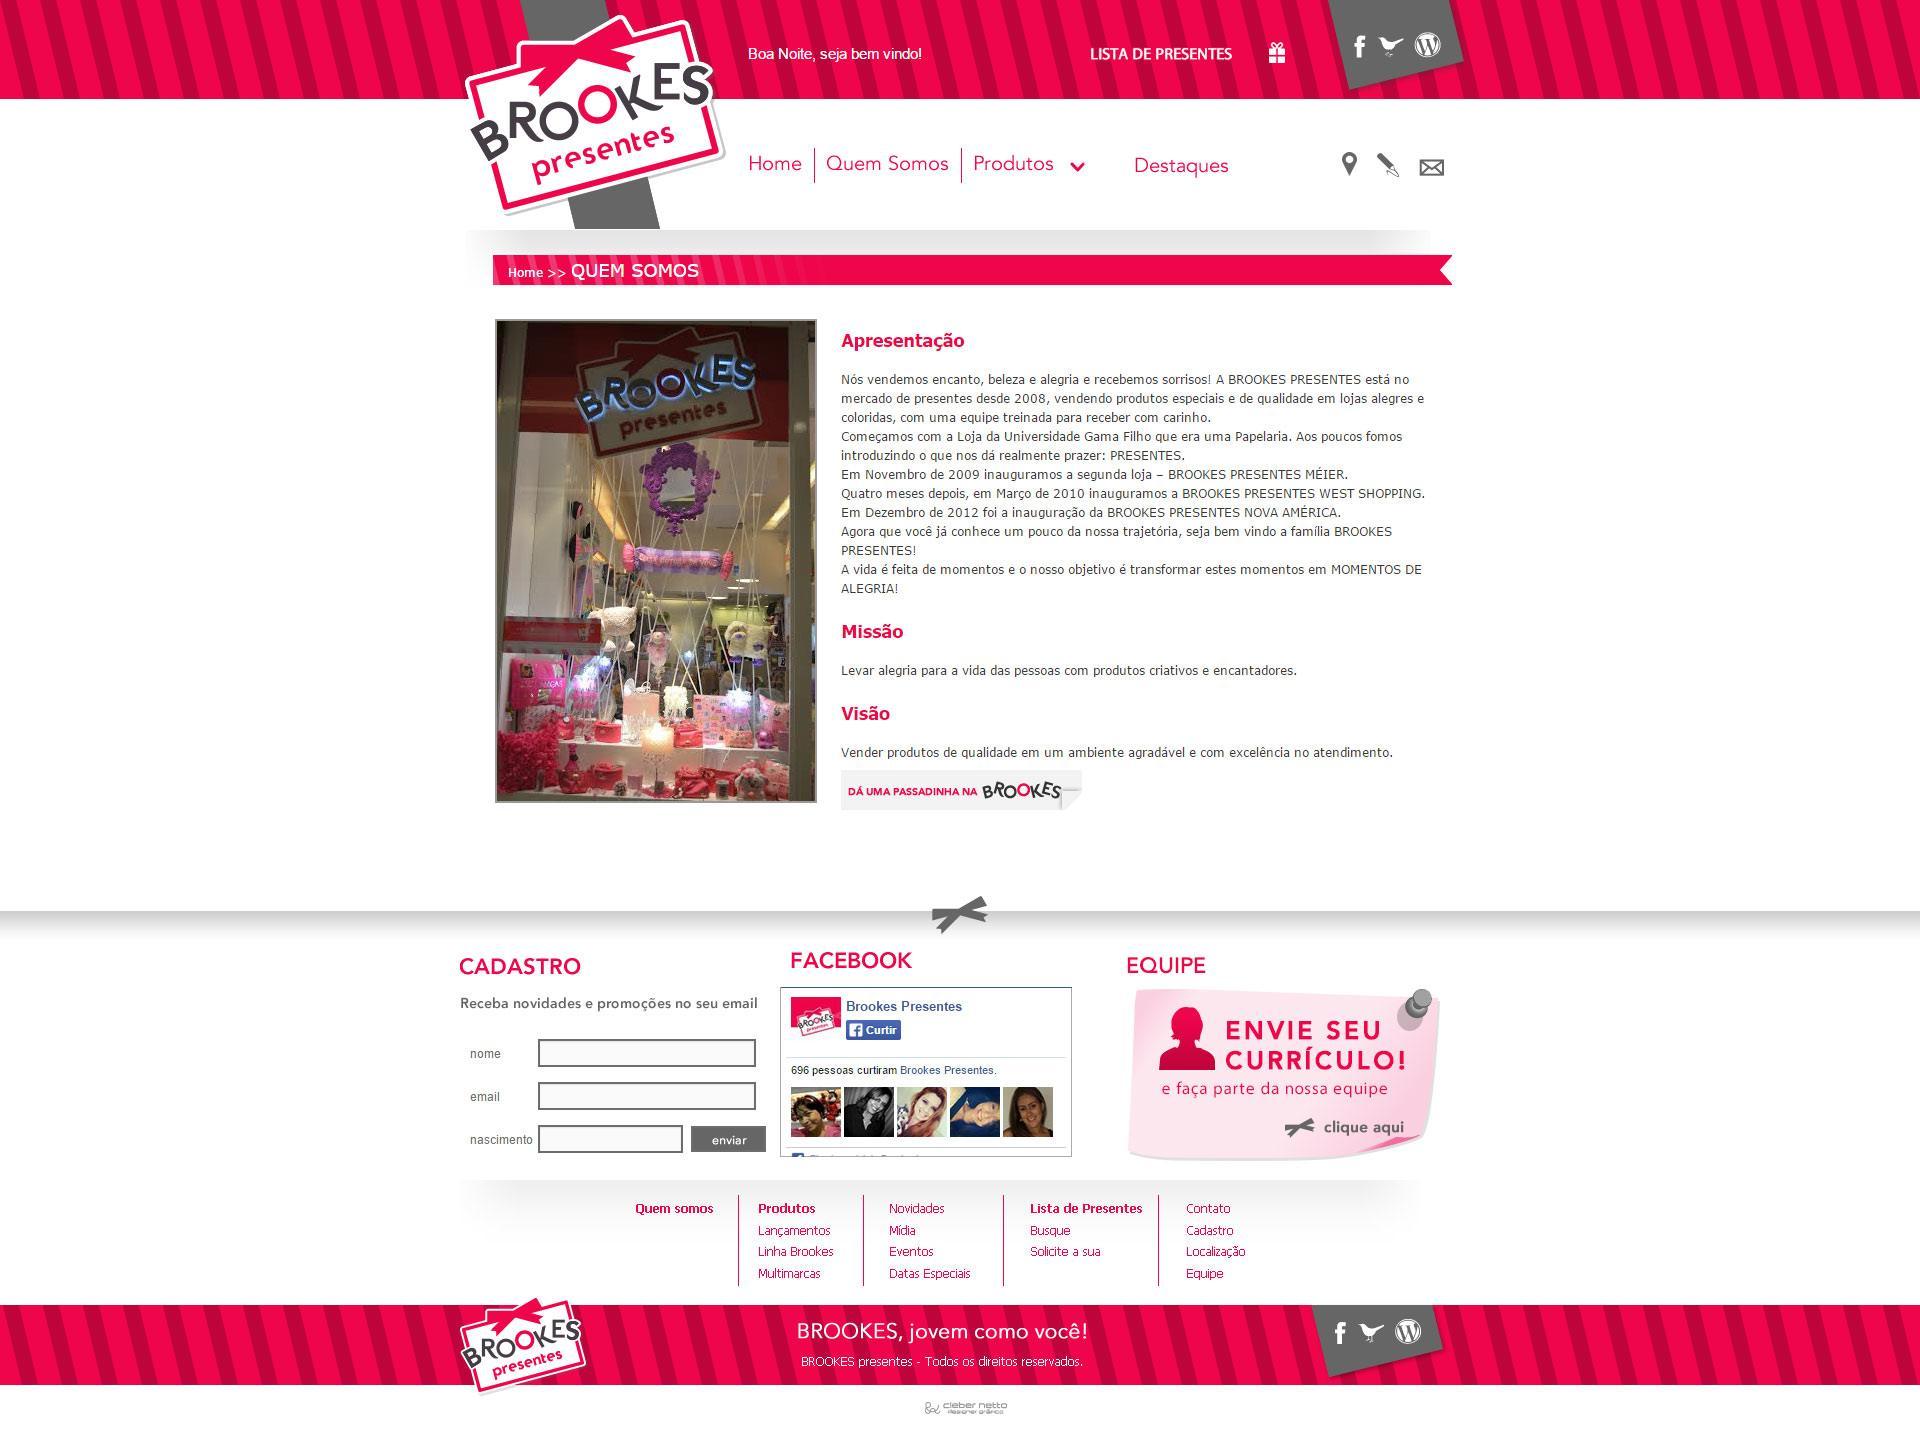 BROOKES
presentes
Boa Noite, seja bem vindo!
LISTA DE PRESENTES
Home
Quem Somos
Produtos
Destaques
Home >> QUEM SOMOS
BROOKES
presentes
Apresentação
Nós vendemos encanto, beleza e alegria e recebemos sorrisos! A BROOKES PRESENTES está no
mercado de presentes desde 2008, vendendo produtos especiais e de qualidade em lojas alegres e
coloridas, com uma equipe treinada para receber com carinho.
Começamos com a Loja da Universidade Gama Filho que era uma Papelaria. Aos poucos fomos
introduzindo o que nos dá realmente prazer: PRESENTES.
Em Novembro de 2009 inauguramos a segunda loja – BROOKES PRESENTES MÉIER.
Quatro meses depois, em Março de 2010 inauguramos a BROOKES PRESENTES WEST SHOPPING.
Em Dezembro de 2012 foi a inauguração da BROOKES PRESENTES NOVA AMÉRICA.
Agora que você já conhece um pouco da nossa trajetória, seja bem vindo a família BROOKES
PRESENTES!
A vida é feita de momentos e o nosso objetivo é transformar estes momentos em MOMENTOS DE
ALEGRIA!
Missão
Levar alegria para a vida das pessoas com produtos criativos e encantadores.
Visão
Vender produtos de qualidade em um ambiente agradável e com excelência no atendimento.
DÁ UMA PASSADINHA NA BROOKES
CADASTRO
Receba novidades e promoções no seu email
nome
email
nascimento
enviar
FACEBOOK
BROOKES
presentes
Brookes Presentes
Curtir
696 pessoas curtiram Brookes Presentes.
EQUIPE
ENVIE SEU
CURRÍCULO!
e faça parte da nossa equipe
clique aqui
Quem somos
Produtos
Lançamentos
Linha Brookes
Multimarcas
Novidades
Mídia
Eventos
Datas Especiais
Lista de Presentes
Busque
Solicite a sua
Contato
Cadastro
Localização
Equipe
BROOKES
presentes
BROOKES, jovem como você!
BROOKES presentes - Todos os direitos reservados.
cleber netto
designer gráfico